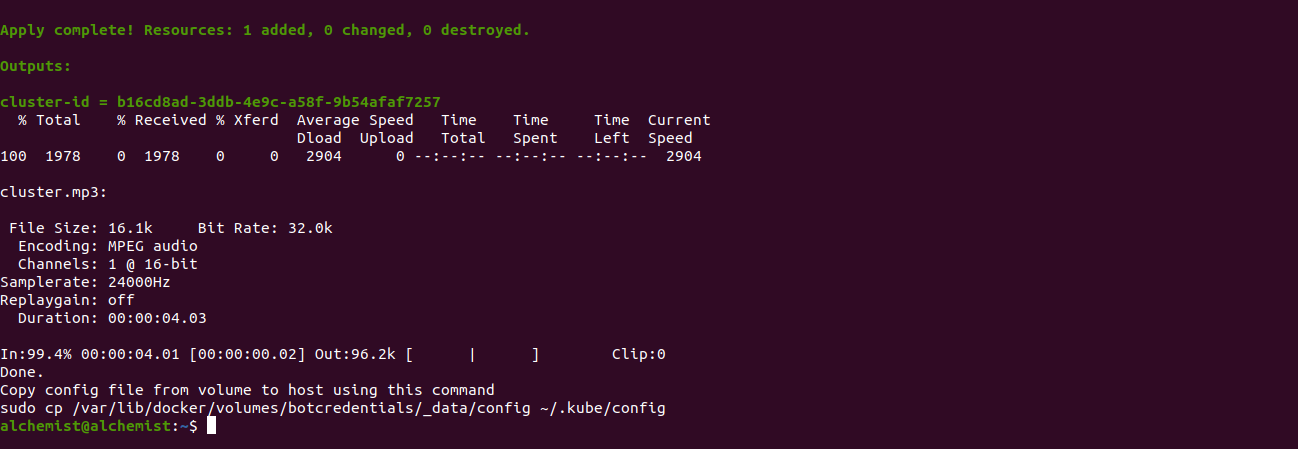 Apply complete! Resources: 1 added, 0 changed, 0 destroyed.
Outputs:
cluster-id = b16cd8ad-3ddb-4e9c-a58f-9b54afaf7257
  % Total    % Received % Xferd  Average Speed   Time    Time     Time  Current
                                 Dload  Upload   Total   Spent    Left  Speed
100  1978    0  1978    0     0   2904      0 --:--:-- --:--:-- --:--:--  2904
cluster.mp3:
 File Size: 16.1k     Bit Rate: 32.0k
  Encoding: MPEG audio
  Channels: 1 @ 16-bit
Samplerate: 24000Hz
Replaygain: off
  Duration: 00:00:04.03
In:99.4% 00:00:04.01 [00:00:00.02] Out:96.2k [      |      ]        Clip:0
Done.
Copy config file from volume to host using this command
sudo cp /var/lib/docker/volumes/botcredentials/_data/config ~/.kube/config
alchemist@alchemist:~$